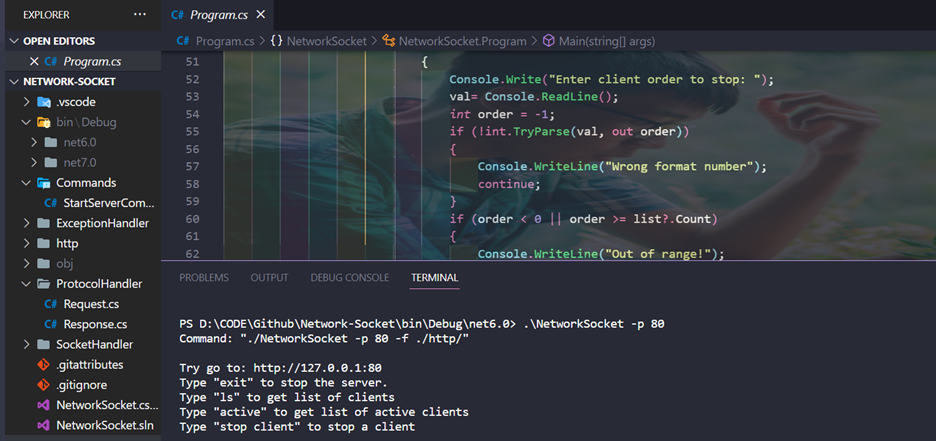 EXPLORER
...
OPEN EDITORS
C# Program.cs
NETWORK-SOCKET
.vscode
bin\Debug
net6.0
net7.0
Commands
C# StartServerCom...
ExceptionHandler
http
obj
ProtocolHandler
C# Request.cs
C# Response.cs
SocketHandler
.gitattributes
.gitignore
NetworkSocket.cs...
NetworkSocket.sln
C# Program.cs
C# Program.cs > {} NetworkSocket > NetworkSocket.Program > Main(string[] args)
51 {
52 Console.Write("Enter client order to stop: ");
53 val= Console.ReadLine();
54 int order = -1;
55 if (!int.TryParse(val, out order))
56 {
57 Console.WriteLine("Wrong format number");
58 continue;
59 }
60 if (order < 0 || order >= list?.Count)
61 {
62 Console.WriteLine("Out of range!");
PROBLEMS OUTPUT DEBUG CONSOLE TERMINAL
PS D:\CODE\Github\Network-Socket\bin\Debug\net6.0> .\NetworkSocket -p 80
Command: "./NetworkSocket -p 80 -f ./http/"
Try go to: http://127.0.0.1:80
Type "exit" to stop the server.
Type "ls" to get list of clients
Type "active" to get list of active clients
Type "stop client" to stop a client